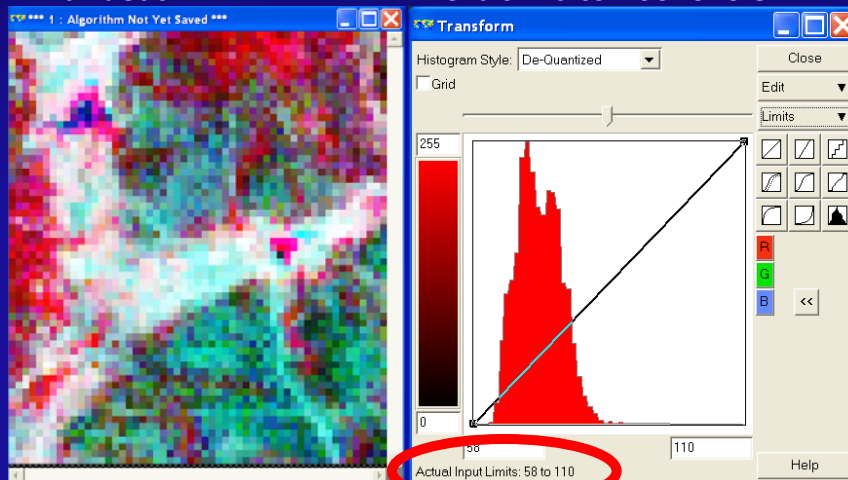 *** 1 : Algorithm Not Yet Saved ***
Transform
Histogram Style: De-Quantized
Close
Grid
Edit
Limits
255
R
G
B <<
0
58 110
Actual Input Limits: 58 to 110
Help